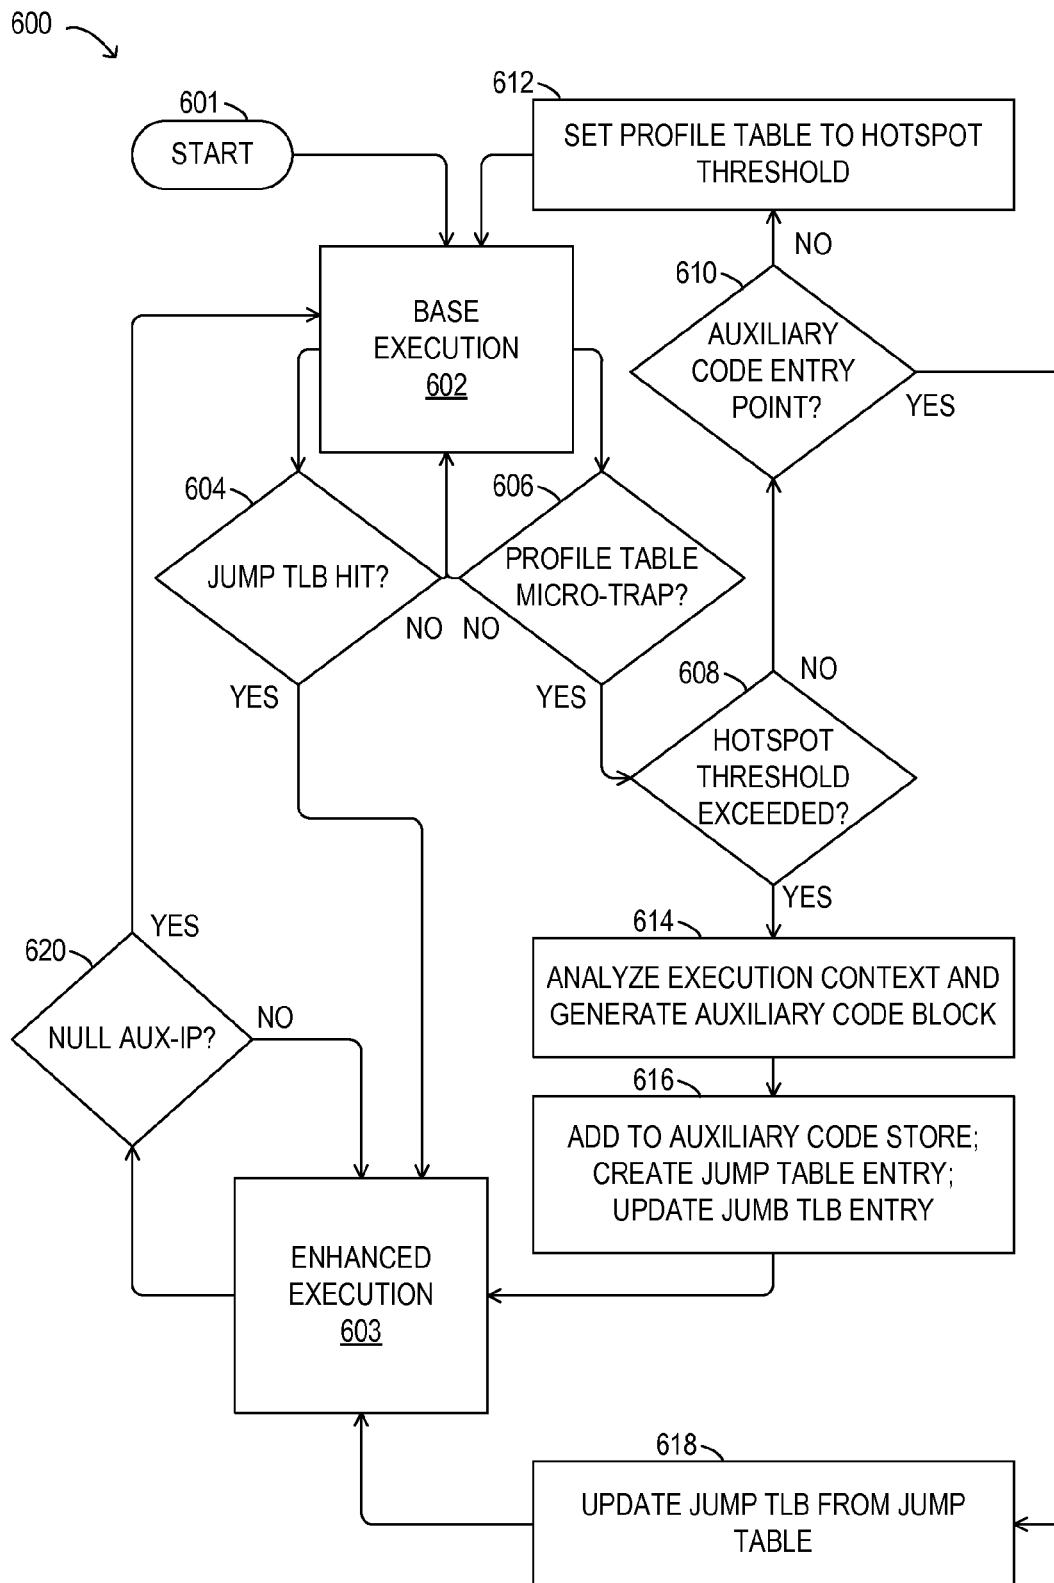 600
601
START
612
SET PROFILE TABLE TO HOTSPOT
THRESHOLD
NO
610
AUXILIARY
CODE ENTRY
POINT?
YES
BASE
EXECUTION
602
604
JUMP TLB HIT?
NO
YES
606
PROFILE TABLE
MICRO-TRAP?
NO
YES
608
NO
HOTSPOT
THRESHOLD
EXCEEDED?
YES
614
ANALYZE EXECUTION CONTEXT AND
GENERATE AUXILIARY CODE BLOCK
616
ADD TO AUXILIARY CODE STORE;
CREATE JUMP TABLE ENTRY;
UPDATE JUMB TLB ENTRY
620
YES
NULL AUX-IP?
NO
ENHANCED
EXECUTION
603
618
UPDATE JUMP TLB FROM JUMP
TABLE